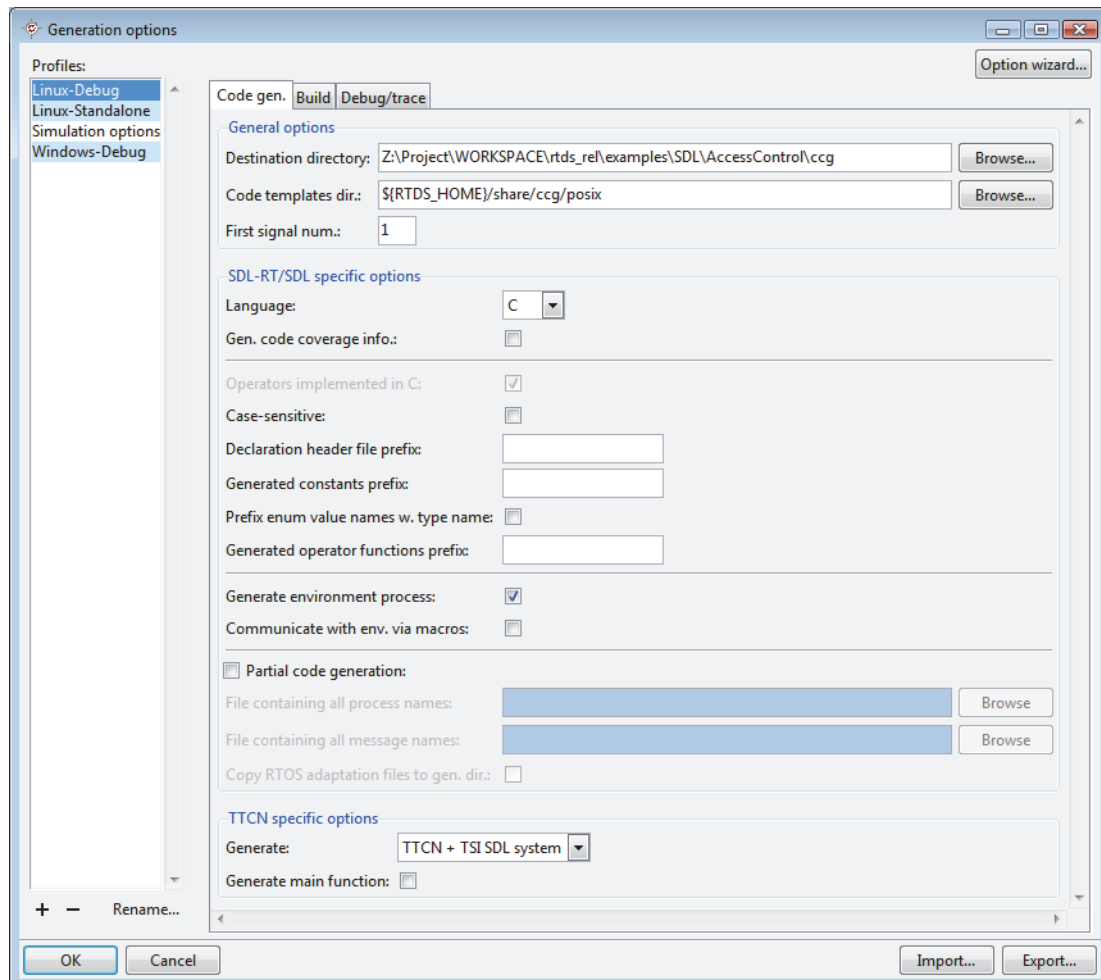 Generation options
Profiles:
Option wizard...
Linux-Debug
Linux-Standalone
Simulation options
Windows-Debug
Code gen. Build Debug/trace
General options
Destination directory: Z:\Project\WORKSPACE\rtds_rel\examples\SDL\AccessControl\ccg Browse...
Code templates dir.: ${RTDS_HOME}/share/ccg/posix Browse...
First signal num.: 1
SDL-RT/SDL specific options
Language: C
Gen. code coverage info.:
Operators implemented in C:
Case-sensitive:
Declaration header file prefix:
Generated constants prefix:
Prefix enum value names w. type name:
Generated operator functions prefix:
Generate environment process:
Communicate with env. via macros:
Partial code generation:
File containing all process names: Browse
File containing all message names: Browse
Copy RTOS adaptation files to gen. dir.:
TTCN specific options
Generate: TTCN + TSI SDL system
Generate main function:
+ − Rename...
OK Cancel Import... Export...